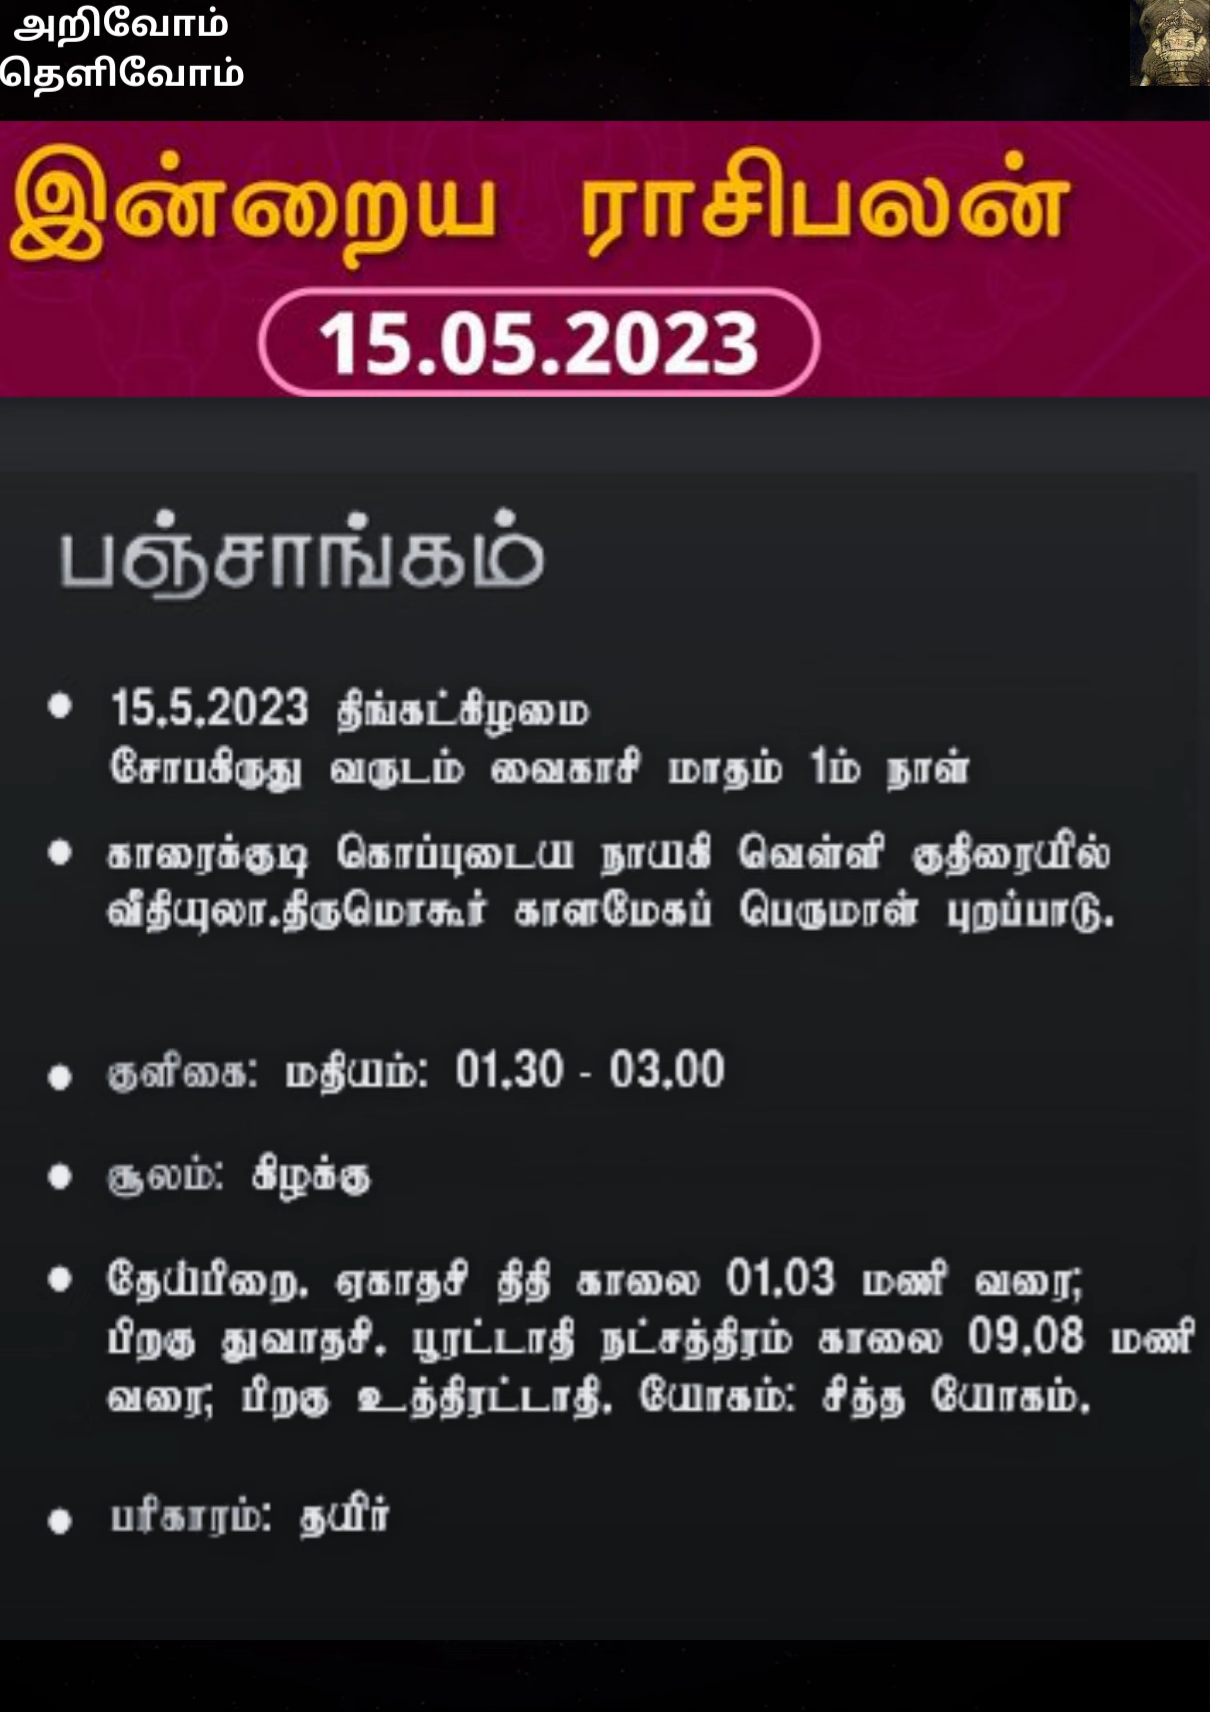 அறிவோம்
தெளிவோம்
இன்றைய ராசிபலன்
15.05.2023
பஞ்சாங்கம்
15.5.2023 திங்கட்கிழமை
சோபகிருது வருடம் வைகாசி மாதம் 1ம் நாள்
காரைக்குடி கொப்புடைய நாயகி வெள்ளி குதிரையில்
வீதியுலா.திருமொகூர் காளமேகப் பெருமாள் புறப்பாடு.
குளிகை: மதியம்: 01.30 - 03.00
சூலம்: கிழக்கு
தேய்பிறை. ஏகாதசி திதி காலை 01.03 மணி வரை;
பிறகு துவாதசி. பூரட்டாதி நட்சத்திரம் காலை 09.08 மணி
வரை; பிறகு உத்திரட்டாதி. யோகம்: சித்த யோகம்.
பரிகாரம்: தயிர்